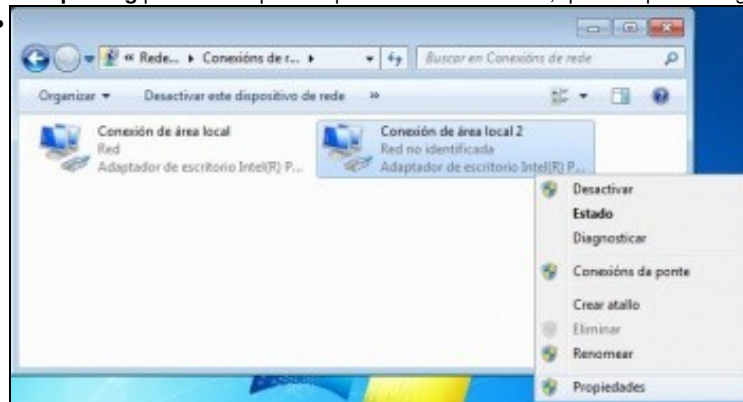 « Rede... ▸ Conexións de r... ▸
Buscar en Conexións de rede
Organizar ▾ Desactivar este dispositivo de rede »
Conexión de área local
Red
Adaptador de escritorio Intel(R) P...
Conexión de área local 2
Red no identificada
Adaptador de escritorio Intel(R) P...
Desactivar
Estado
Diagnosticar
Conexións de ponte
Crear atallo
Eliminar
Renomear
Propiedades